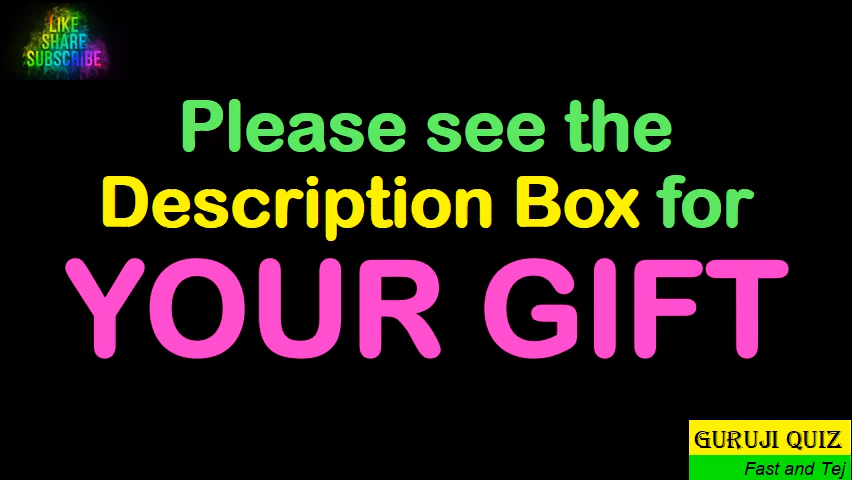 LIKE
SHARE
SUBSCRIBE
Please see the
Description Box for
YOUR GIFT
GURUJI QUIZ
Fast and Tej